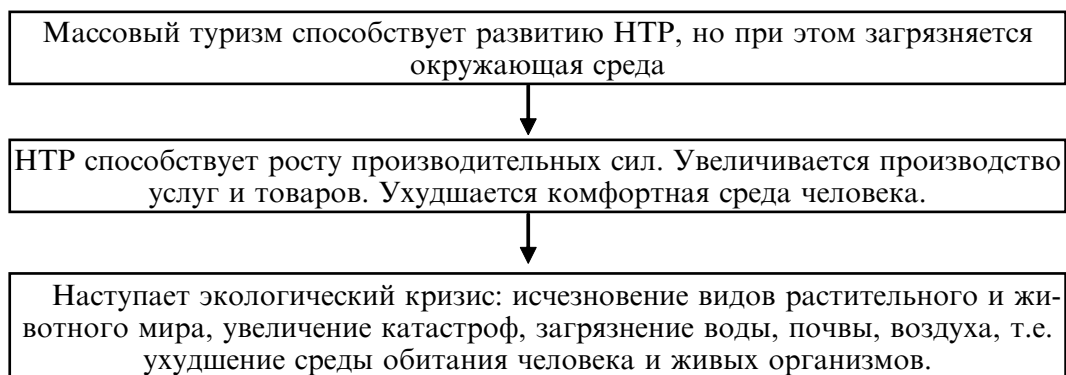 Массовый туризм способствует развитию НТР, но при этом загрязняется
окружающая среда
НТР способствует росту производительных сил. Увеличивается производство
услуг и товаров. Ухудшается комфортная среда человека.
Наступает экологический кризис: исчезновение видов растительного и жи-
вотного мира, увеличение катастроф, загрязнение воды, почвы, воздуха, т.е.
ухудшение среды обитания человека и живых организмов.